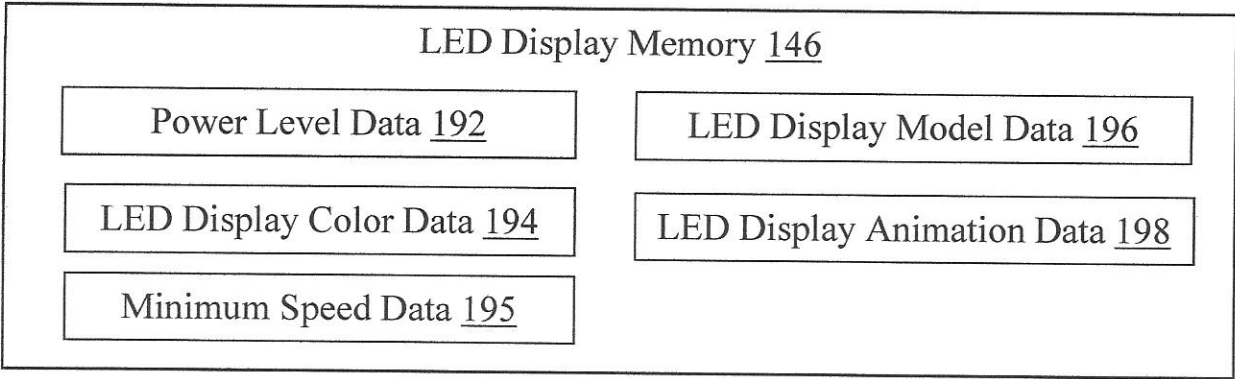 LED Display Memory 146
Power Level Data 192
LED Display Color Data 194
Minimum Speed Data 195
LED Display Model Data 196
LED Display Animation Data 198